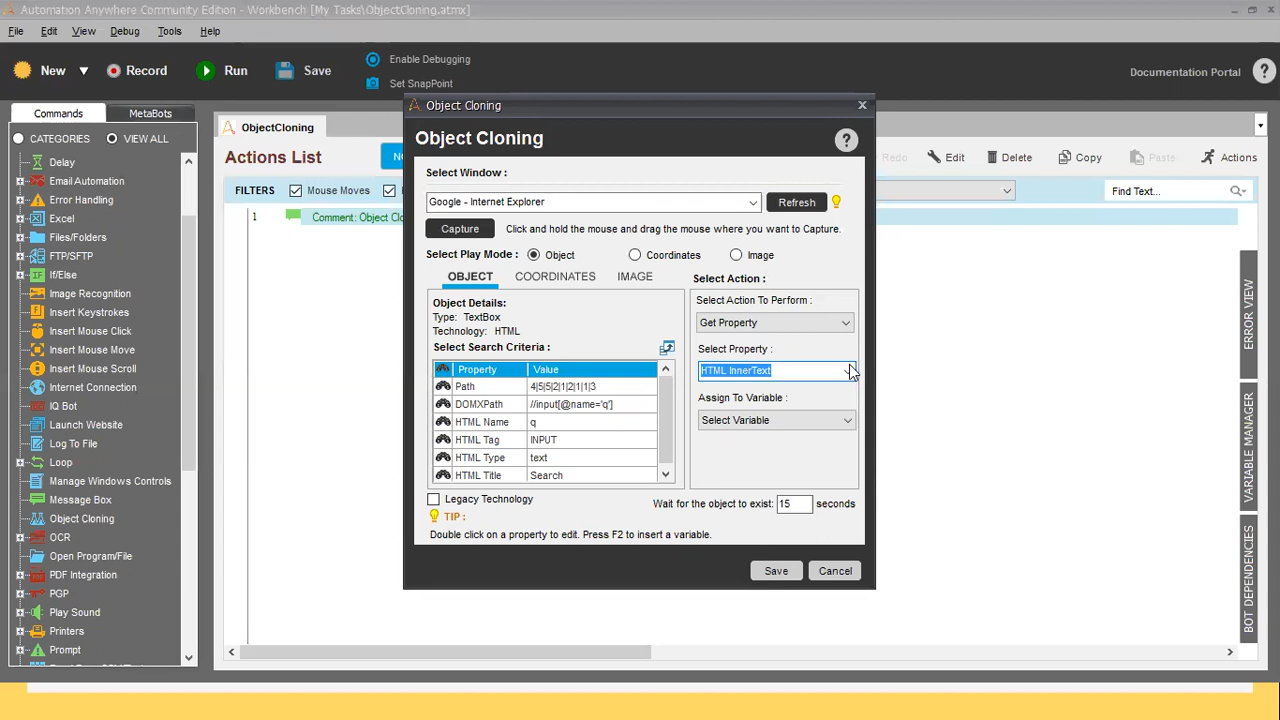 Automation Anywhere Community Edition - Workbench [My Tasks\ObjectCloning.atmx]
File Edit View Debug Tools Help
New Record Run Save
Enable Debugging
Set SnapPoint
Documentation Portal
Commands MetaBots
CATEGORIES VIEW ALL
Delay
Email Automation
Error Handling
Excel
Files/Folders
FTP/SFTP
If/Else
Image Recognition
Insert Keystrokes
Insert Mouse Click
Insert Mouse Move
Insert Mouse Scroll
Internet Connection
IQ Bot
Launch Website
Log To File
Loop
Manage Windows Controls
Message Box
Object Cloning
OCR
Open Program/File
PDF Integration
PGP
Play Sound
Printers
Prompt
ObjectCloning
Actions List
Redo Edit Delete Copy Paste Actions
FILTERS Mouse Moves
Find Text...
1 Comment: Object Clo
Object Cloning
Object Cloning
Select Window :
Google - Internet Explorer Refresh
Capture Click and hold the mouse and drag the mouse where you want to Capture.
Select Play Mode : Object Coordinates Image
OBJECT COORDINATES IMAGE
Object Details:
Type: TextBox
Technology: HTML
Select Search Criteria :
Property Value
Path 4|5|5|2|1|2|1|1|3
DOMXPath //input[@name='q']
HTML Name q
HTML Tag INPUT
HTML Type text
HTML Title Search
Select Action :
Select Action To Perform :
Get Property
Select Property :
HTML InnerText
Assign To Variable :
Select Variable
Legacy Technology
Wait for the object to exist: 15 seconds
TIP :
Double click on a property to edit. Press F2 to insert a variable.
Save Cancel
ERROR VIEW
VARIABLE MANAGER
BOT DEPENDENCIES